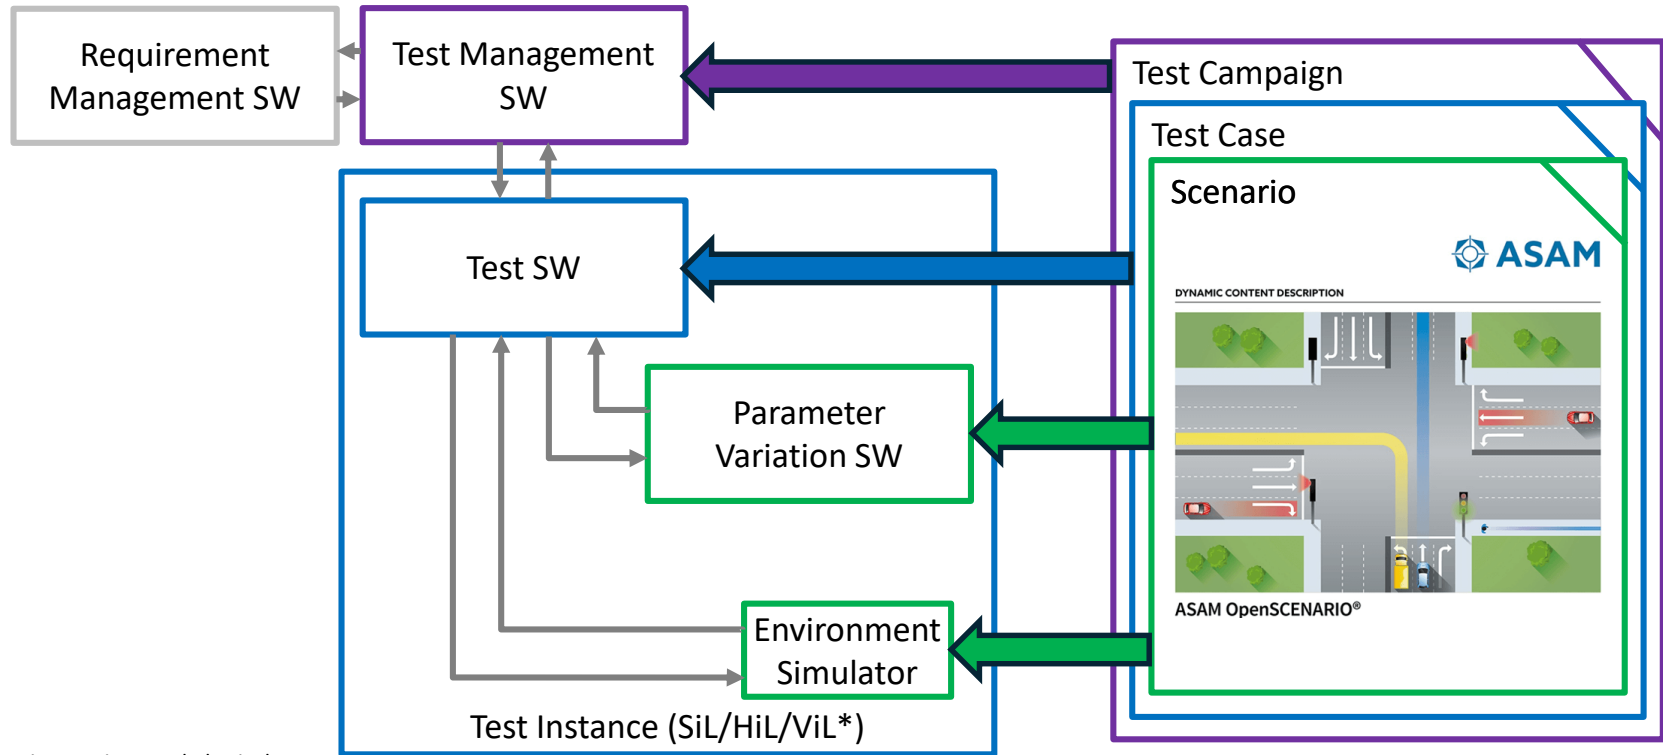 Requirement
Management SW
Test Management
SW
Test Campaign
Test Case
Scenario
ASAM
DYNAMIC CONTENT DESCRIPTION
ASAM OpenSCENARIO®
Test SW
Parameter
Variation SW
Environment
Simulator
Test Instance (SiL/HiL/ViL*)